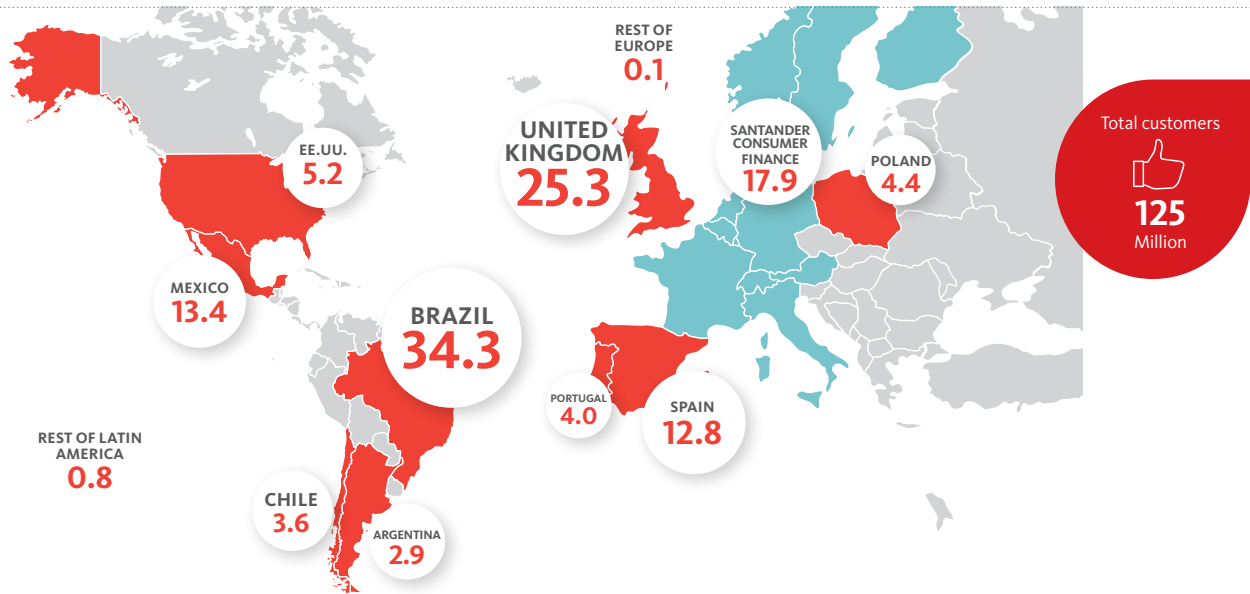 REST OF
EUROPE
0.1
UNITED
KINGDOM
25.3
SANTANDER
CONSUMER
FINANCE
17.9
POLAND
4.4
Total customers
125
Million
EE.UU.
5.2
MEXICO
13.4
BRAZIL
34.3
PORTUGAL
4.0
SPAIN
12.8
REST OF LATIN
AMERICA
0.8
CHILE
3.6
ARGENTINA
2.9